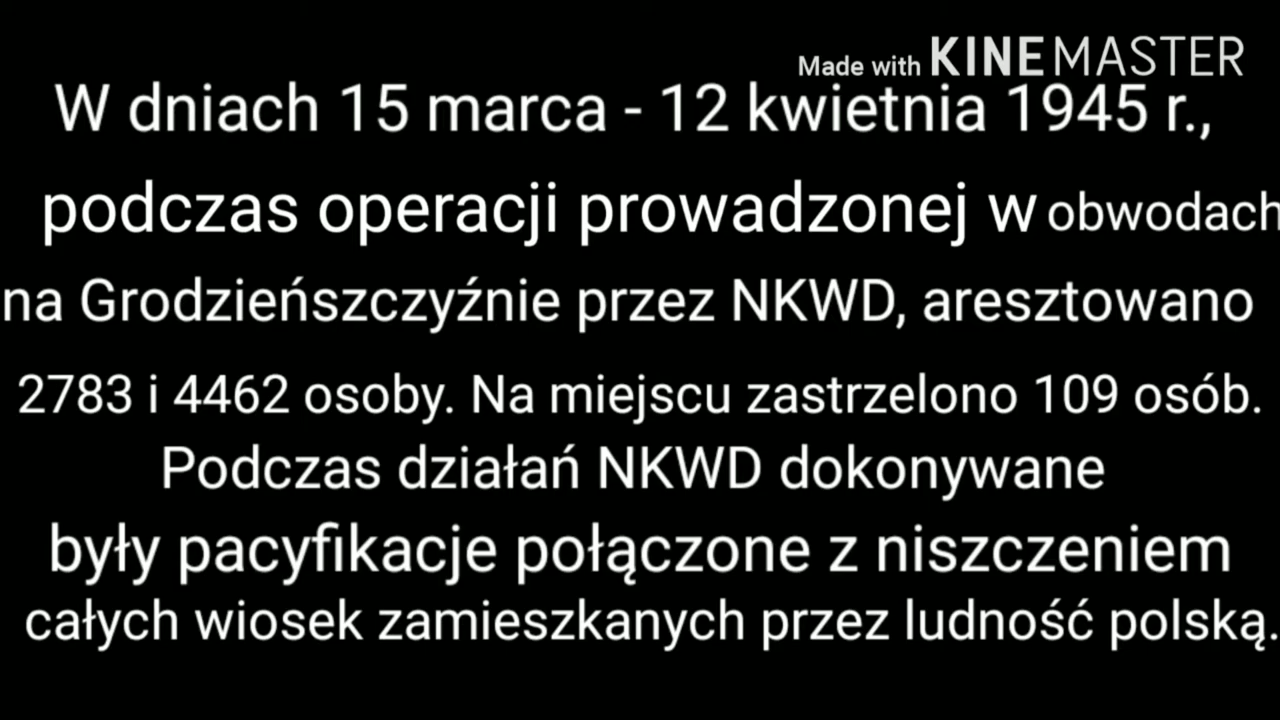 Made with KINEMASTER
W dniach 15 marca - 12 kwietnia 1945 r.,
podczas operacji prowadzonej w obwodach
na Grodzieńszczyźnie przez NKWD, aresztowano
2783 i 4462 osoby. Na miejscu zastrzelono 109 osób.
Podczas działań NKWD dokonywane
były pacyfikacje połączone z niszczeniem
całych wiosek zamieszkanych przez ludność polską.